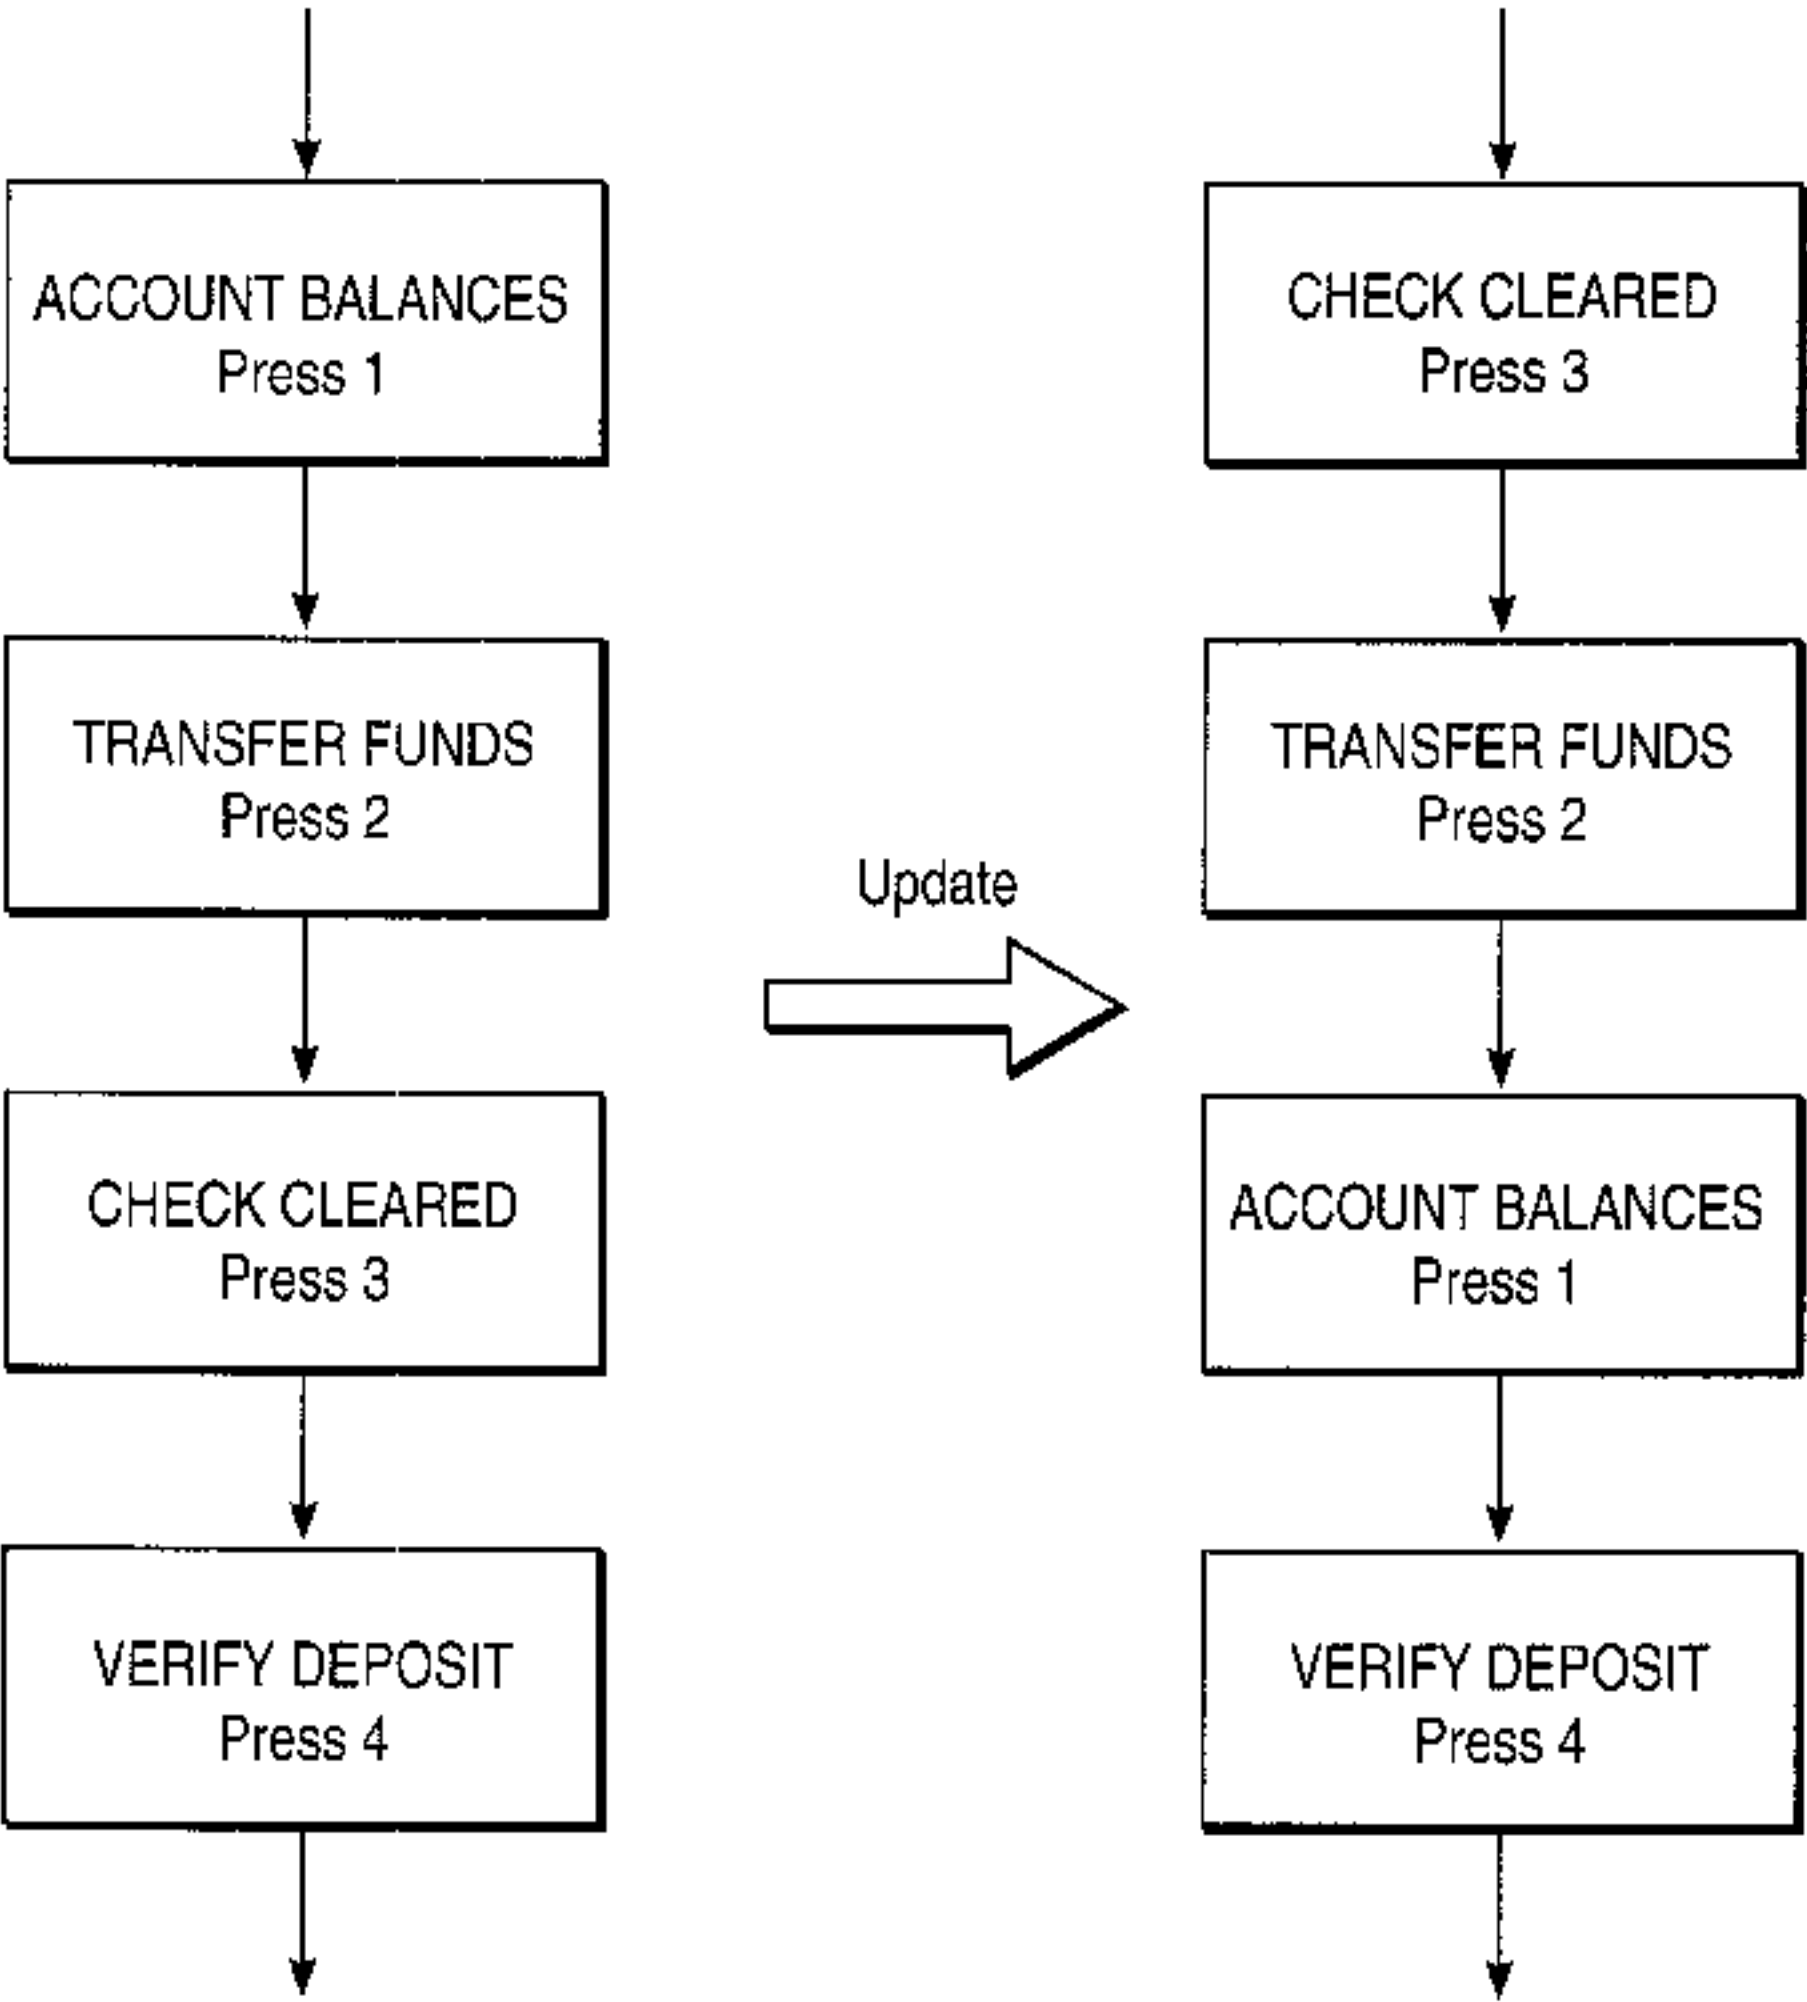 ACCOUNT BALANCES
Press 1
TRANSFER FUNDS
Press 2
CHECK CLEARED
Press 3
VERIFY DEPOSIT
Press 4
Update
CHECK CLEARED
Press 3
TRANSFER FUNDS
Press 2
ACCOUNT BALANCES
Press 1
VERIFY DEPOSIT
Press 4